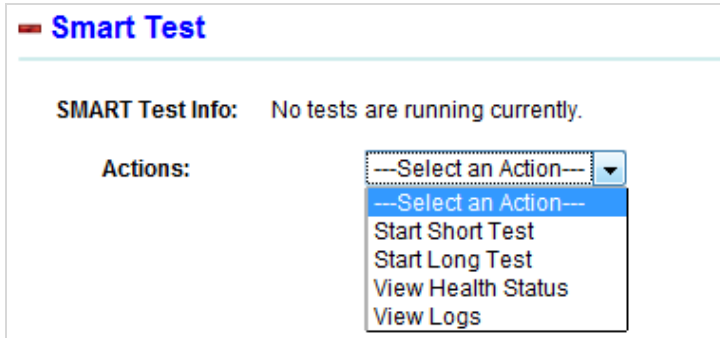 Smart Test
SMART Test Info: No tests are running currently.
Actions: ---Select an Action---
---Select an Action---
Start Short Test
Start Long Test
View Health Status
View Logs